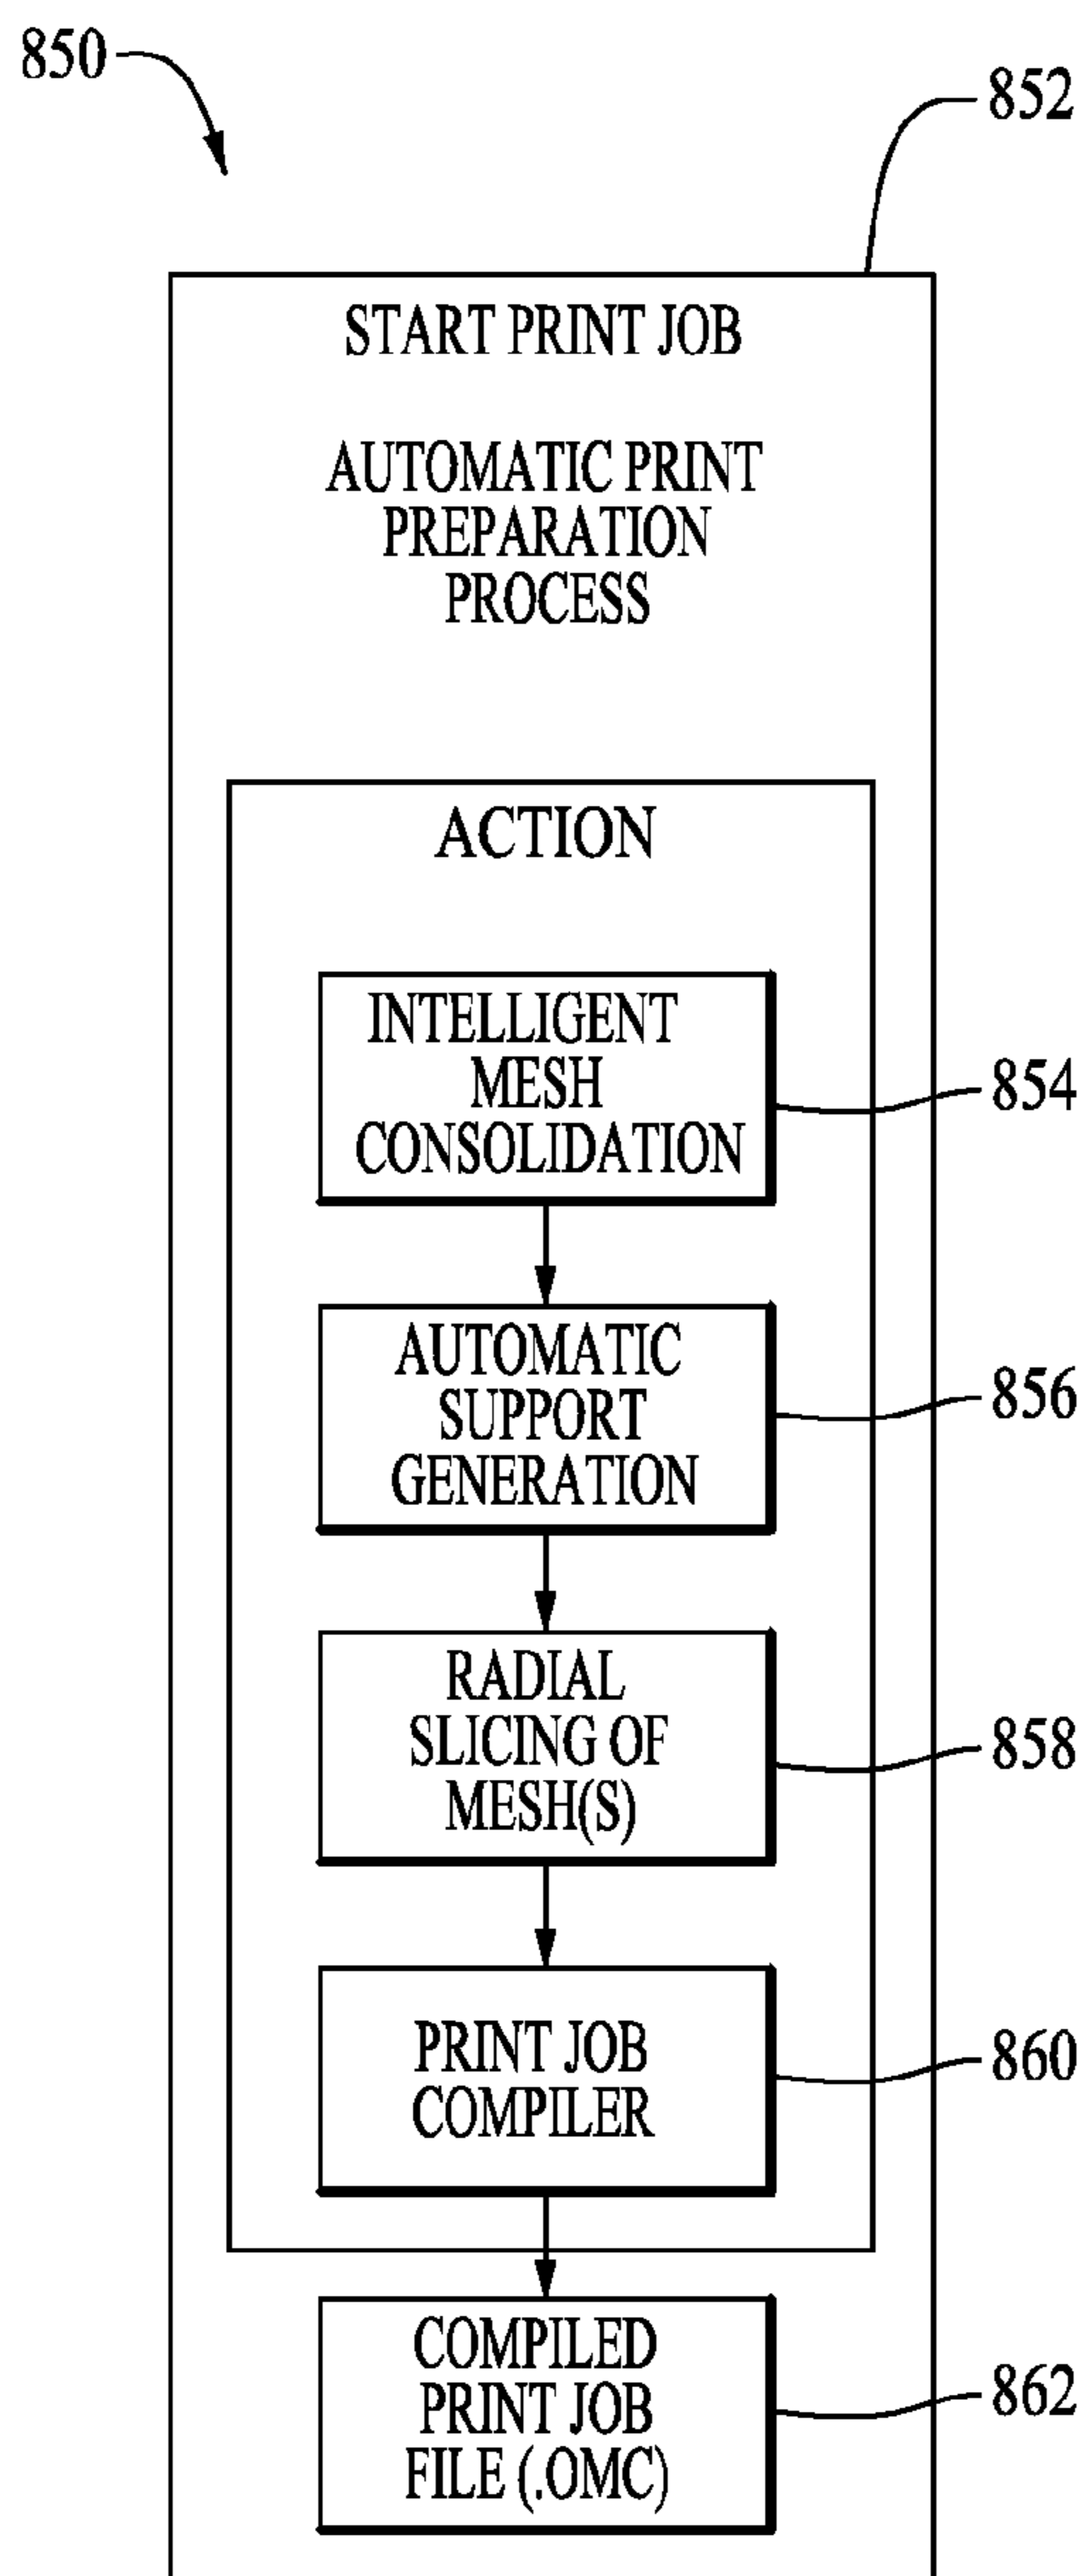 850
852
START PRINT JOB
AUTOMATIC PRINT
PREPARATION
PROCESS
ACTION
INTELLIGENT
MESH
CONSOLIDATION
854
AUTOMATIC
SUPPORT
GENERATION
856
RADIAL
SLICING OF
MESH(S)
858
PRINT JOB
COMPILER
860
COMPILED
PRINT JOB
FILE (.OMC)
862